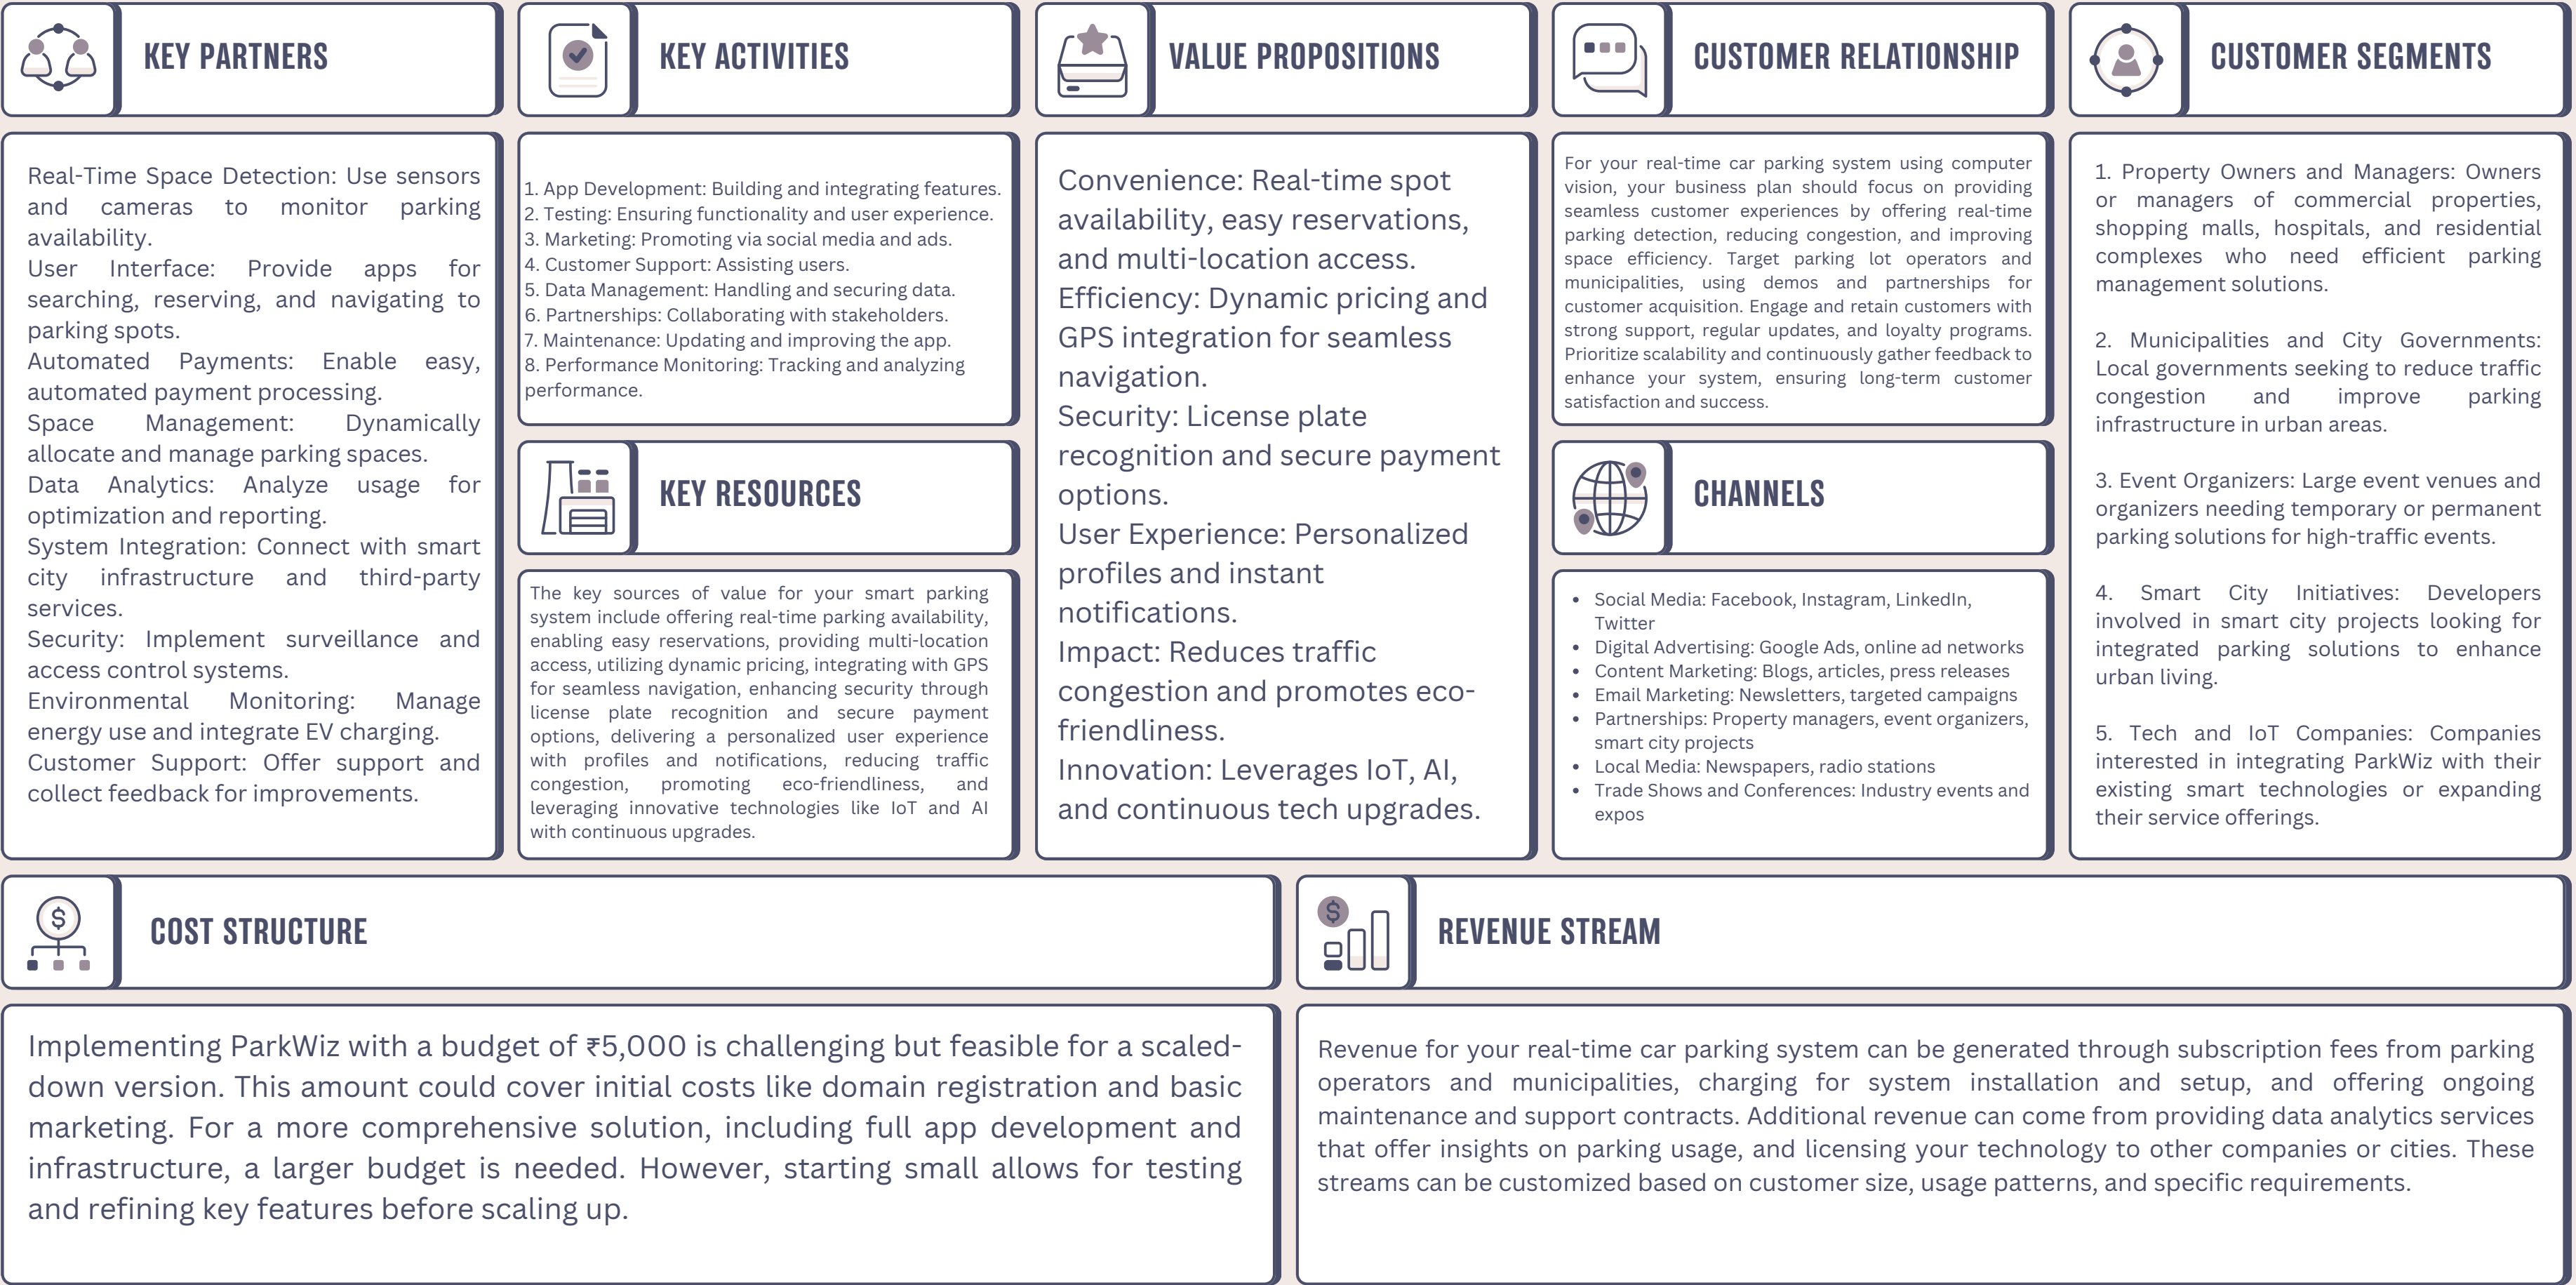 KEY PARTNERS
Real-Time Space Detection: Use sensors
and cameras to monitor parking
availability.
User Interface: Provide apps for
searching, reserving, and navigating to
parking spots.
Automated Payments: Enable easy,
automated payment processing.
Space Management: Dynamically
allocate and manage parking spaces.
Data Analytics: Analyze usage for
optimization and reporting.
System Integration: Connect with smart
city infrastructure and third-party
services.
Security: Implement surveillance and
access control systems.
Environmental Monitoring: Manage
energy use and integrate EV charging.
Customer Support: Offer support and
collect feedback for improvements.
KEY ACTIVITIES
1. App Development: Building and integrating features.
2. Testing: Ensuring functionality and user experience.
3. Marketing: Promoting via social media and ads.
4. Customer Support: Assisting users.
5. Data Management: Handling and securing data.
6. Partnerships: Collaborating with stakeholders.
7. Maintenance: Updating and improving the app.
8. Performance Monitoring: Tracking and analyzing
performance.
KEY RESOURCES
The key sources of value for your smart parking
system include offering real-time parking availability,
enabling easy reservations, providing multi-location
access, utilizing dynamic pricing, integrating with GPS
for seamless navigation, enhancing security through
license plate recognition and secure payment
options, delivering a personalized user experience
with profiles and notifications, reducing traffic
congestion, promoting eco-friendliness, and
leveraging innovative technologies like IoT and AI
with continuous upgrades.
VALUE PROPOSITIONS
Convenience: Real-time spot
availability, easy reservations,
and multi-location access.
Efficiency: Dynamic pricing and
GPS integration for seamless
navigation.
Security: License plate
recognition and secure payment
options.
User Experience: Personalized
profiles and instant
notifications.
Impact: Reduces traffic
congestion and promotes eco-
friendliness.
Innovation: Leverages IoT, AI,
and continuous tech upgrades.
CUSTOMER RELATIONSHIP
For your real-time car parking system using computer
vision, your business plan should focus on providing
seamless customer experiences by offering real-time
parking detection, reducing congestion, and improving
space efficiency. Target parking lot operators and
municipalities, using demos and partnerships for
customer acquisition. Engage and retain customers with
strong support, regular updates, and loyalty programs.
Prioritize scalability and continuously gather feedback to
enhance your system, ensuring long-term customer
satisfaction and success.
CHANNELS
• Social Media: Facebook, Instagram, LinkedIn,
Twitter
• Digital Advertising: Google Ads, online ad networks
• Content Marketing: Blogs, articles, press releases
• Email Marketing: Newsletters, targeted campaigns
• Partnerships: Property managers, event organizers,
smart city projects
• Local Media: Newspapers, radio stations
• Trade Shows and Conferences: Industry events and
expos
CUSTOMER SEGMENTS
1. Property Owners and Managers: Owners
or managers of commercial properties,
shopping malls, hospitals, and residential
complexes who need efficient parking
management solutions.
2. Municipalities and City Governments:
Local governments seeking to reduce traffic
congestion and improve parking
infrastructure in urban areas.
3. Event Organizers: Large event venues and
organizers needing temporary or permanent
parking solutions for high-traffic events.
4. Smart City Initiatives: Developers
involved in smart city projects looking for
integrated parking solutions to enhance
urban living.
5. Tech and IoT Companies: Companies
interested in integrating ParkWiz with their
existing smart technologies or expanding
their service offerings.
$
COST STRUCTURE
Implementing ParkWiz with a budget of ₹5,000 is challenging but feasible for a scaled-
down version. This amount could cover initial costs like domain registration and basic
marketing. For a more comprehensive solution, including full app development and
infrastructure, a larger budget is needed. However, starting small allows for testing
and refining key features before scaling up.
$
REVENUE STREAM
Revenue for your real-time car parking system can be generated through subscription fees from parking
operators and municipalities, charging for system installation and setup, and offering ongoing
maintenance and support contracts. Additional revenue can come from providing data analytics services
that offer insights on parking usage, and licensing your technology to other companies or cities. These
streams can be customized based on customer size, usage patterns, and specific requirements.